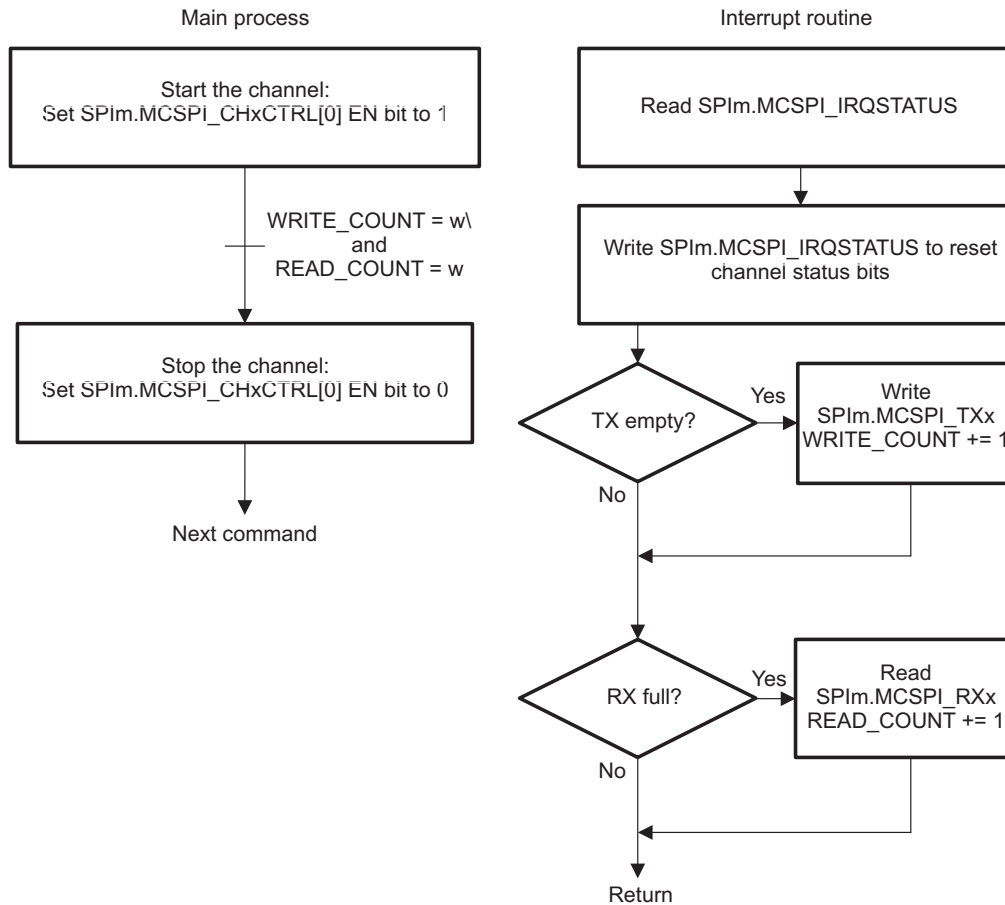 Main process
Start the channel:
Set SPIm.MCSPI_CHxCTRL[0] EN bit to 1
WRITE_COUNT = w\
and
READ_COUNT = w
Stop the channel:
Set SPIm.MCSPI_CHxCTRL[0] EN bit to 0
Next command
Interrupt routine
Read SPIm.MCSPI_IRQSTATUS
Write SPIm.MCSPI_IRQSTATUS to reset
channel status bits
TX empty?
Yes
Write
SPIm.MCSPI_TXx
WRITE_COUNT += 1
No
RX full?
Yes
Read
SPIm.MCSPI_RXx
READ_COUNT += 1
No
Return